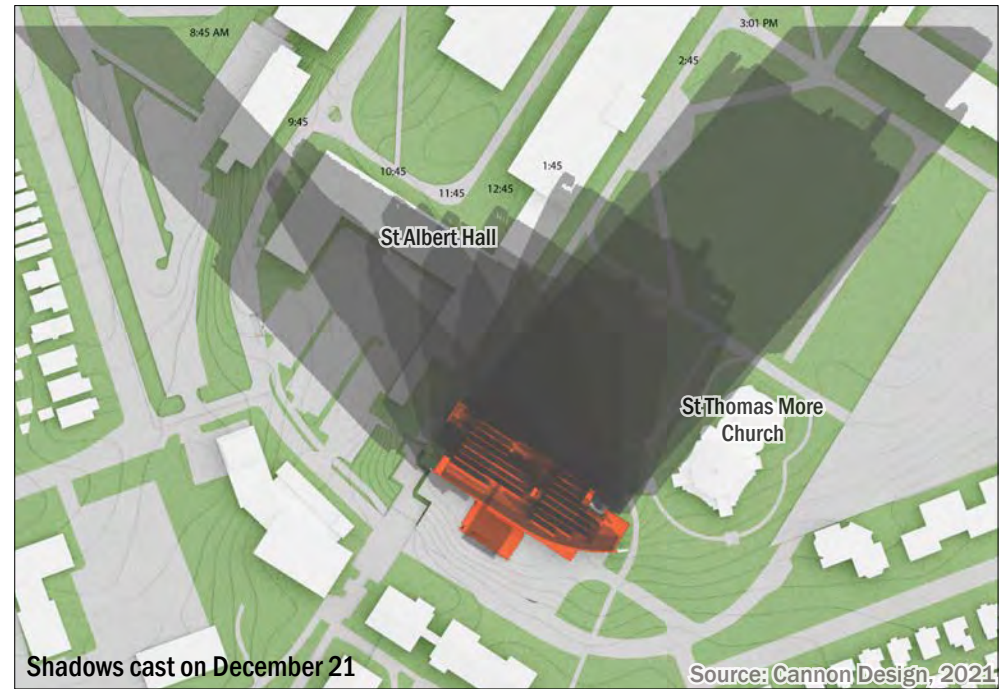 3:01 PM
8:45 AM
2:45
9:45
1:45
10:45
11:45
12:45
St Albert Hall
St Thomas More
Church
Shadows cast on December 21
Source: Cannon Design, 2021